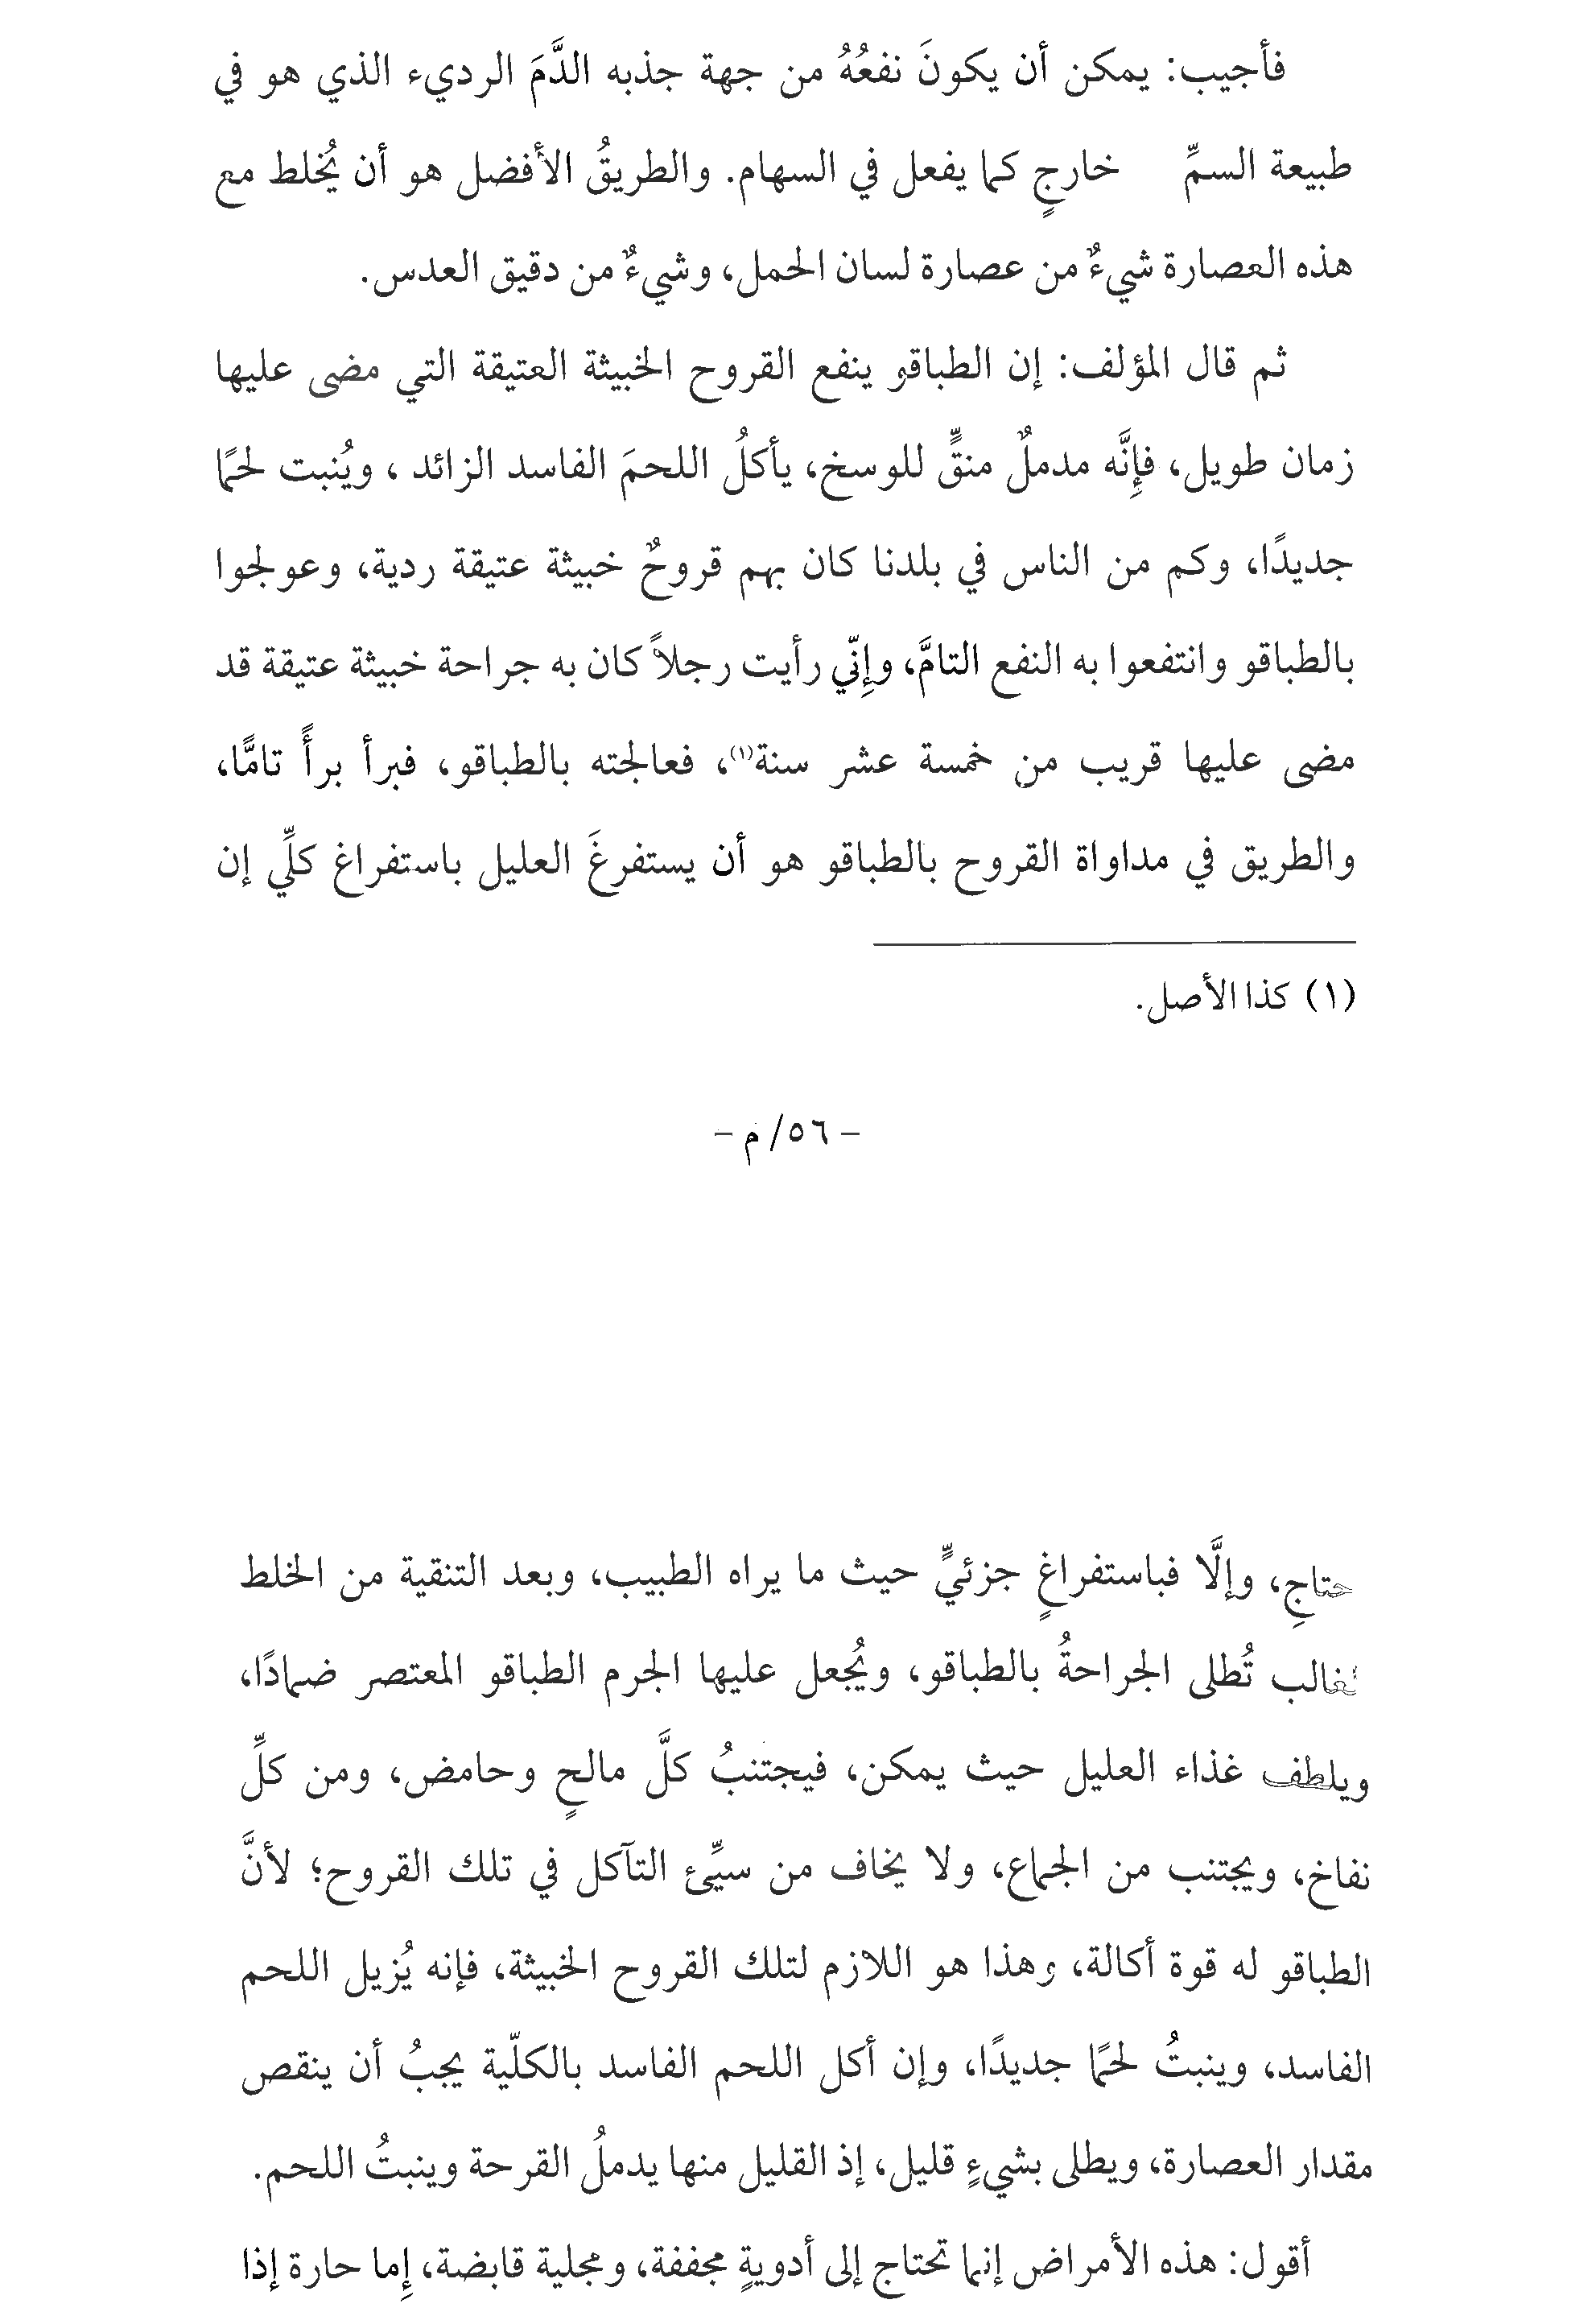 فأجيب: يمكن أن يكونَ نفعُهُ من جهة جذبه الدَّمَ الرديء الذي هو في
طبيعة السمِّ خارجٍ كما يفعل في السهام. والطريقُ الأفضل هو أن يُخلط مع
هذه العصارة شيءٌ من عصارة لسان الحمل، وشيءٌ من دقيق العدس.
ثم قال المؤلف: إن الطباقو ينفع القروح الخبيثة العتيقة التي مضى عليها
زمان طويل، فإِنَّه مدملٌ منقٍّ للوسخ، يأكلُ اللحمَ الفاسد الزائد ، ويُنبت لحمًا
جديدًا، وكم من الناس في بلدنا كان بهم قروحٌ خبيثة عتيقة ردية، وعولجوا
بالطباقو وانتفعوا به النفع التامَّ، وإِنّي رأيت رجلاً كان به جراحة خبيثة عتيقة قد
مضى عليها قريب من خمسة عشر سنة(١)، فعالجته بالطباقو، فبرأ برأً تامًّا،
والطريق في مداواة القروح بالطباقو هو أن يستفرغَ العليل باستفراغ كلِّي إن
(١) كذا الأصل.
- ٥٦/ م -
حتاجِ، وإلَّا فباستفراغٍ جزئيٍّ حيث ما يراه الطبيب، وبعد التنقية من الخلط
لغالب تُطلى الجراحةُ بالطباقو، ويُجعل عليها الجرم الطباقو المعتصر ضمادًا،
ويلطف غذاء العليل حيث يمكن، فيجتنبُ كلَّ مالحٍ وحامض، ومن كلِّ
نفاخ، ويجتنب من الجماع، ولا يخاف من سيِّئ التآكل في تلك القروح؛ لأنَّ
الطباقو له قوة أكالة، وهذا هو اللازم لتلك القروح الخبيثة، فإنه يُزيل اللحم
الفاسد، وينبتُ لحمًا جديدًا، وإن أكل اللحم الفاسد بالكلّية يجبُ أن ينقص
مقدار العصارة، ويطلى بشيءٍ قليل، إذ القليل منها يدملُ القرحة وينبتُ اللحم.
أقول: هذه الأمراض إنما تحتاج إلى أدويةٍ مجففة، ومجلية قابضة، إِما حارة إذا